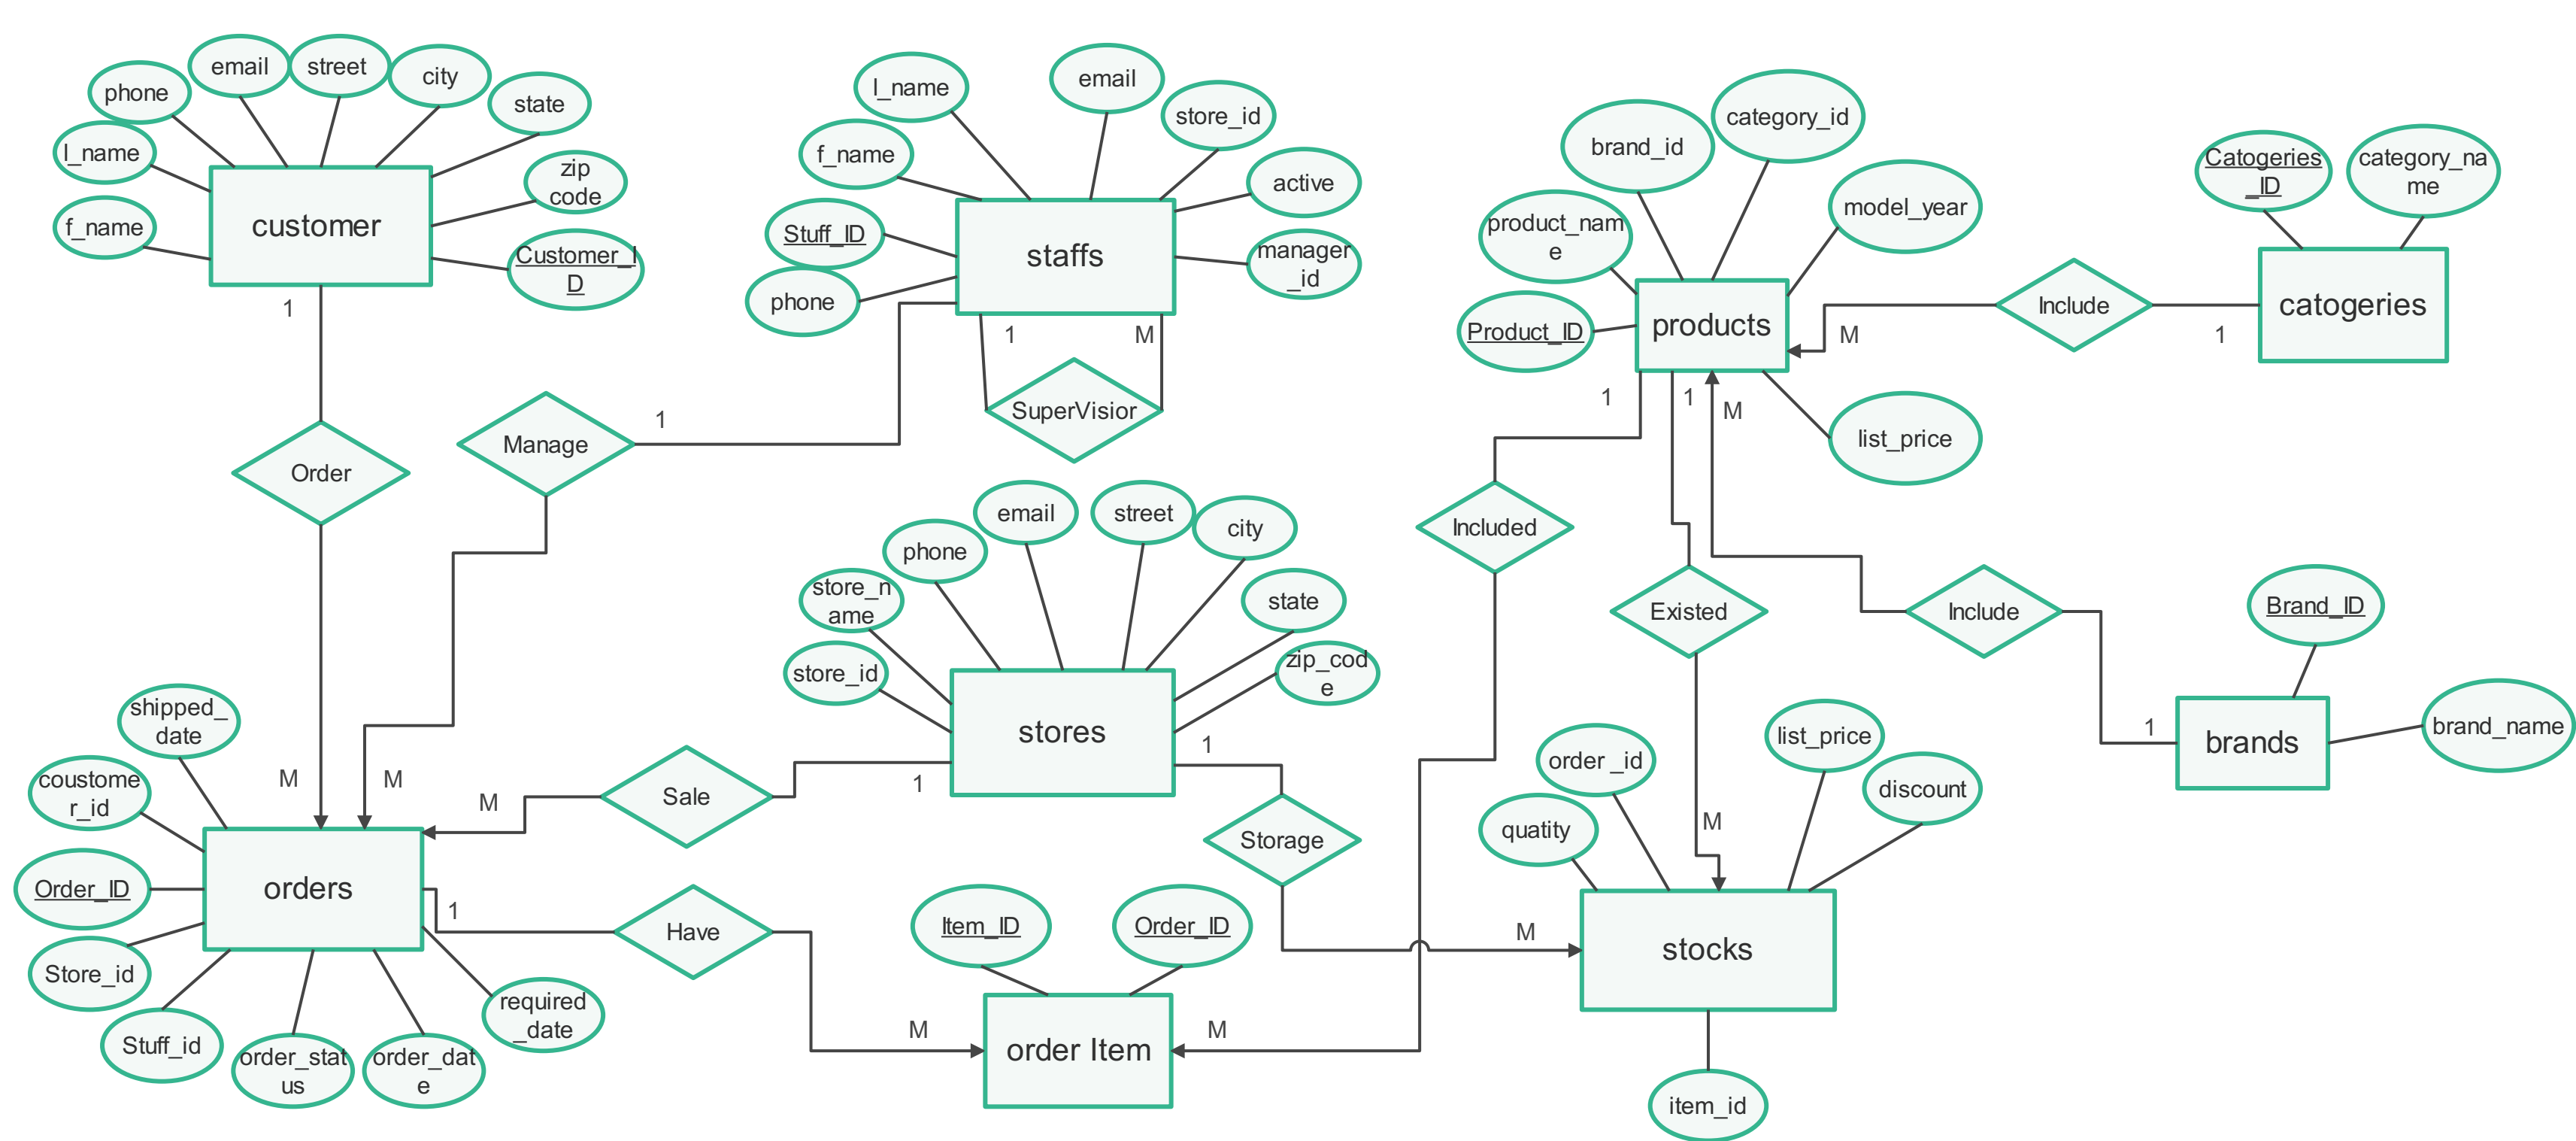 email
street
city
phone
state
l_name
zip
code
f_name
customer
Customer_I
D
1
Order
M
l_name
email
store_id
f_name
active
Stuff_ID
staffs
manager
_id
phone
1
M
SuperVisior
Manage
1
M
category_id
brand_id
model_year
product_nam
e
Product_ID
products
list_price
1
1
M
Include
M
1
Catogeries
_ID
category_na
me
catogeries
Included
Existed
Include
1
Brand_ID
brand_name
brands
email
street
city
phone
store_n
ame
state
store_id
zip_cod
e
stores
1
1
Sale
M
Storage
M
shipped_
date
coustome
r_id
Order_ID
orders
Store_id
Stuff_id
order_stat
us
order_dat
e
required
_date
1
Have
M
Item_ID
Order_ID
order Item
M
order _id
list_price
discount
quatity
M
stocks
item_id